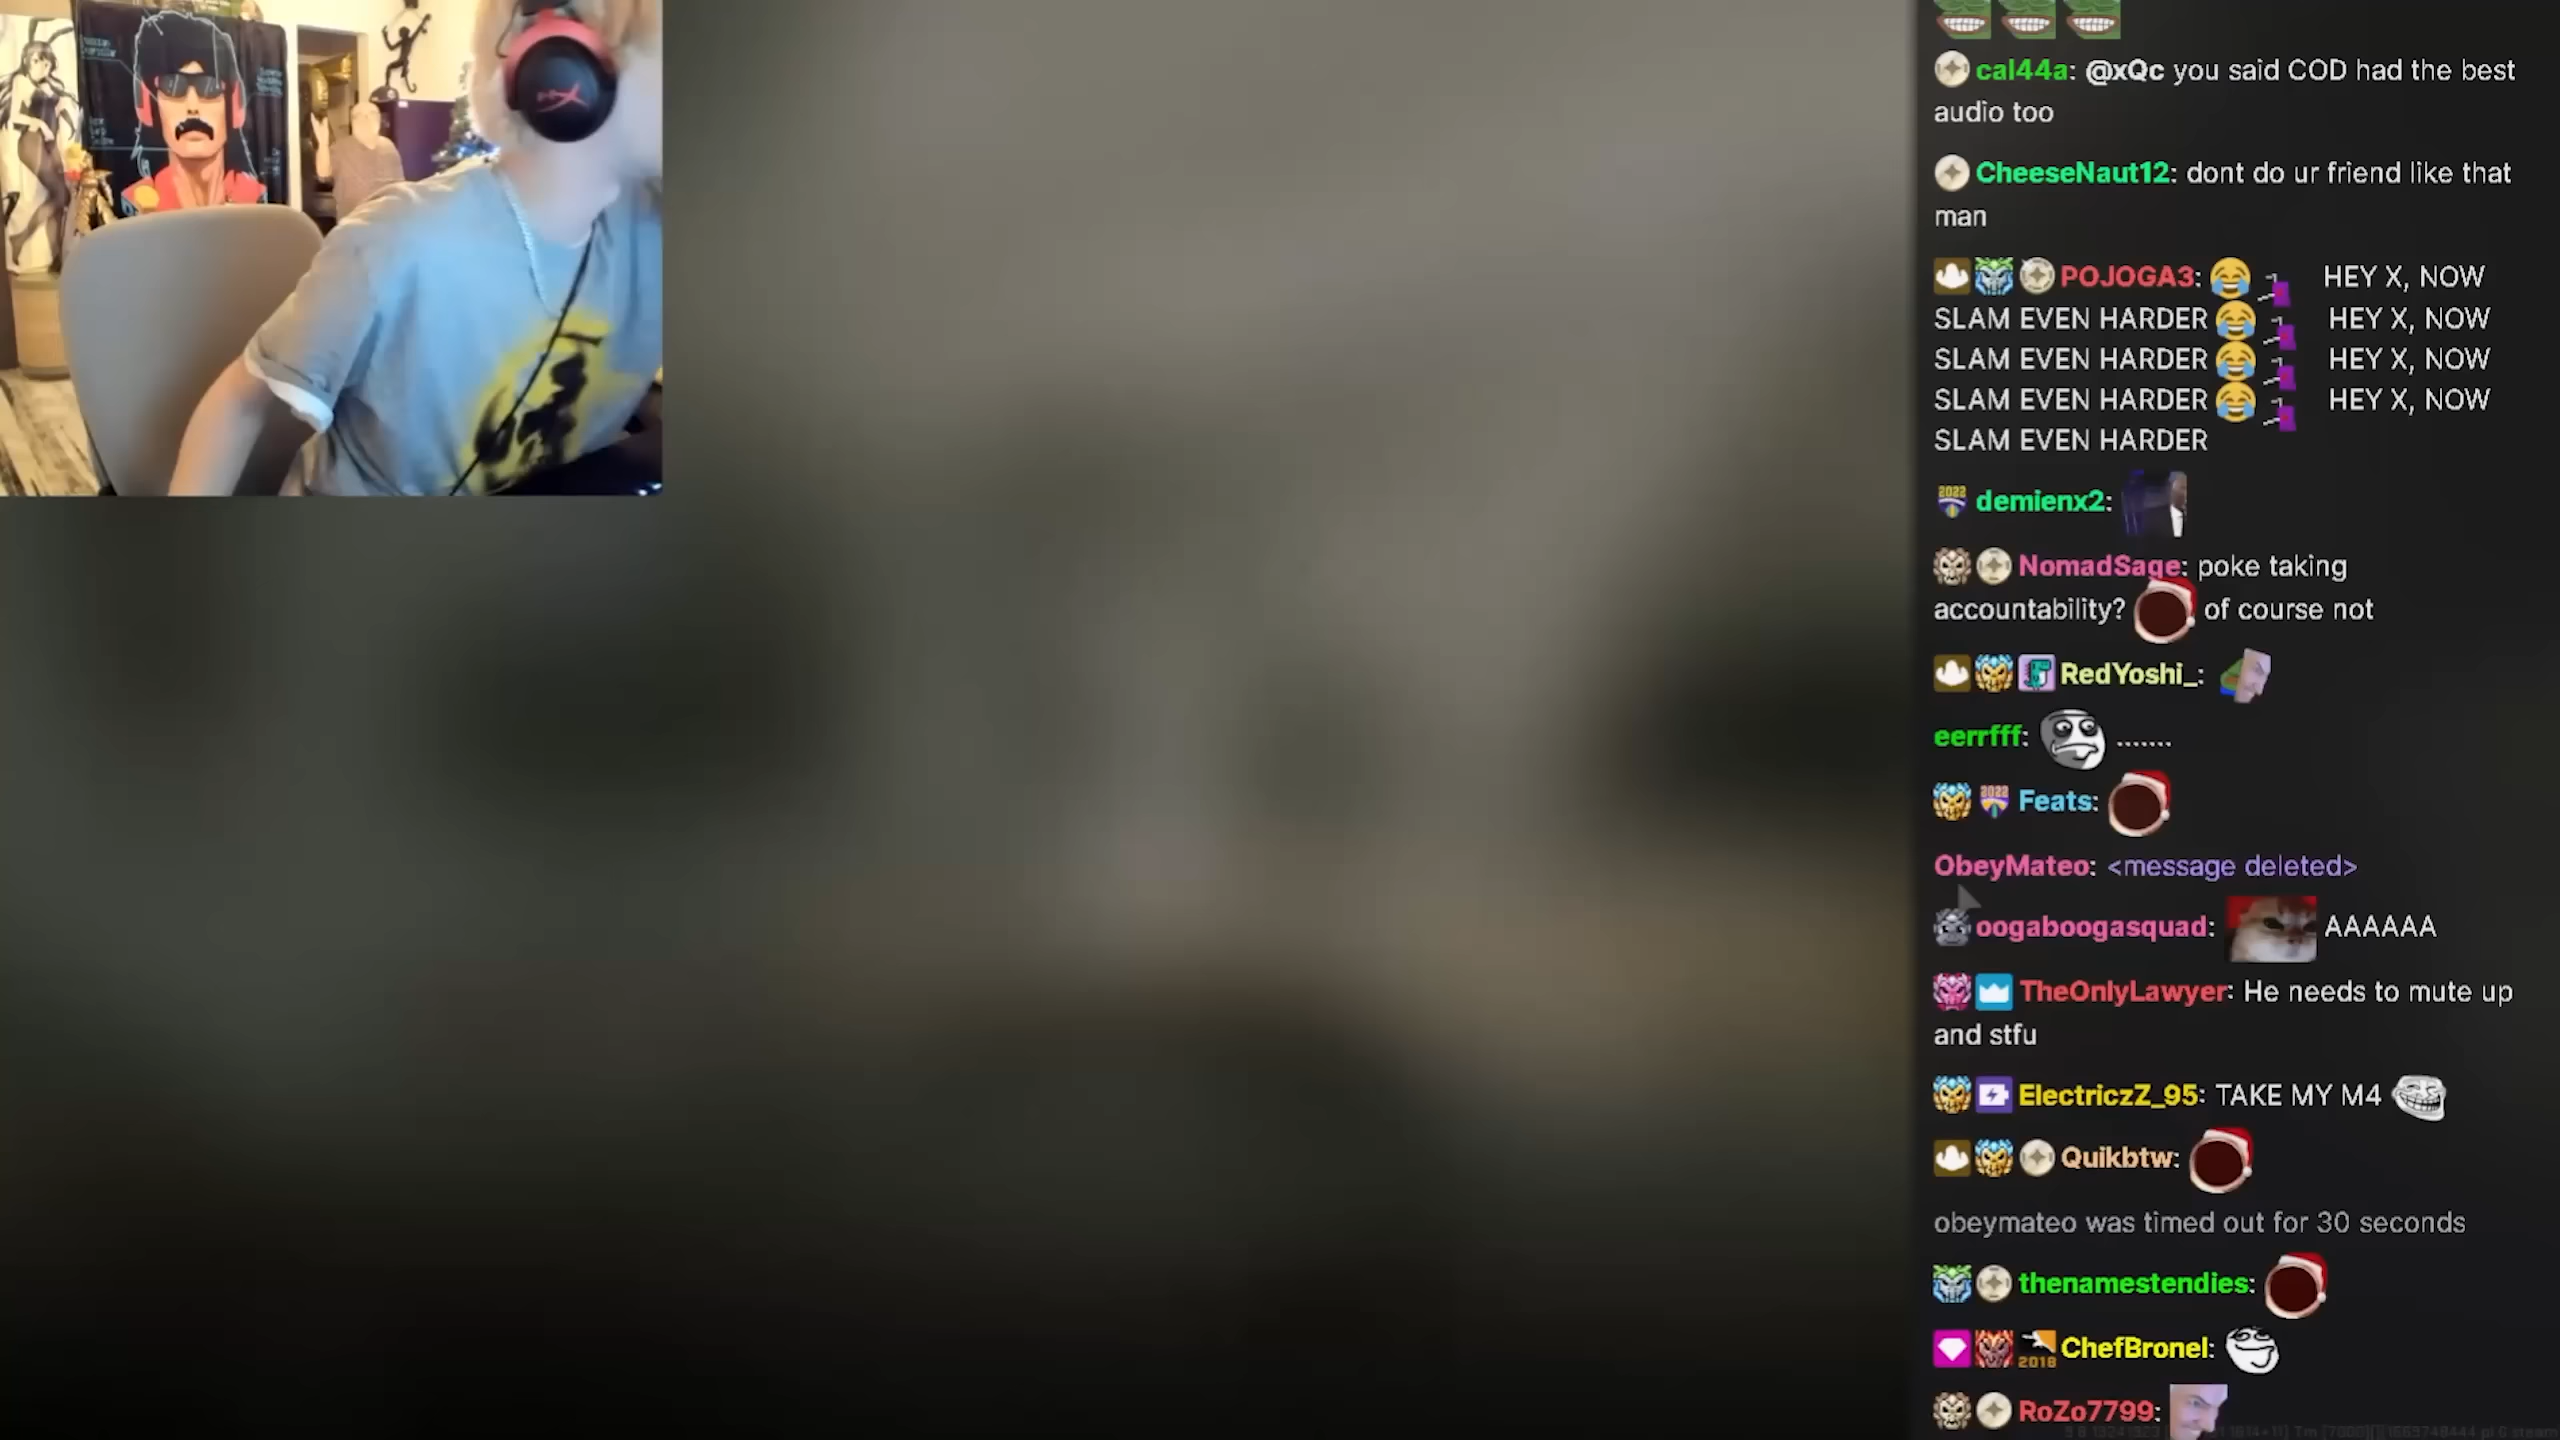 cal44a: @xQc you said COD had the best
audio too
CheeseNaut12: dont do ur friend like that
man
POJOGA3: HEY X, NOW
SLAM EVEN HARDER HEY X, NOW
SLAM EVEN HARDER HEY X, NOW
SLAM EVEN HARDER HEY X, NOW
SLAM EVEN HARDER
2022 demienx2:
NomadSage: poke taking
accountability? of course not
RedYoshi_:
eerrfff: .......
2022 Feats:
ObeyMateo: <message deleted>
oogaboogasquad: AAAAAA
TheOnlyLawyer: He needs to mute up
and stfu
ElectriczZ_95: TAKE MY M4
Quikbtw:
obeymateo was timed out for 30 seconds
thenamestendies:
2018 ChefBronel:
RoZo7799: